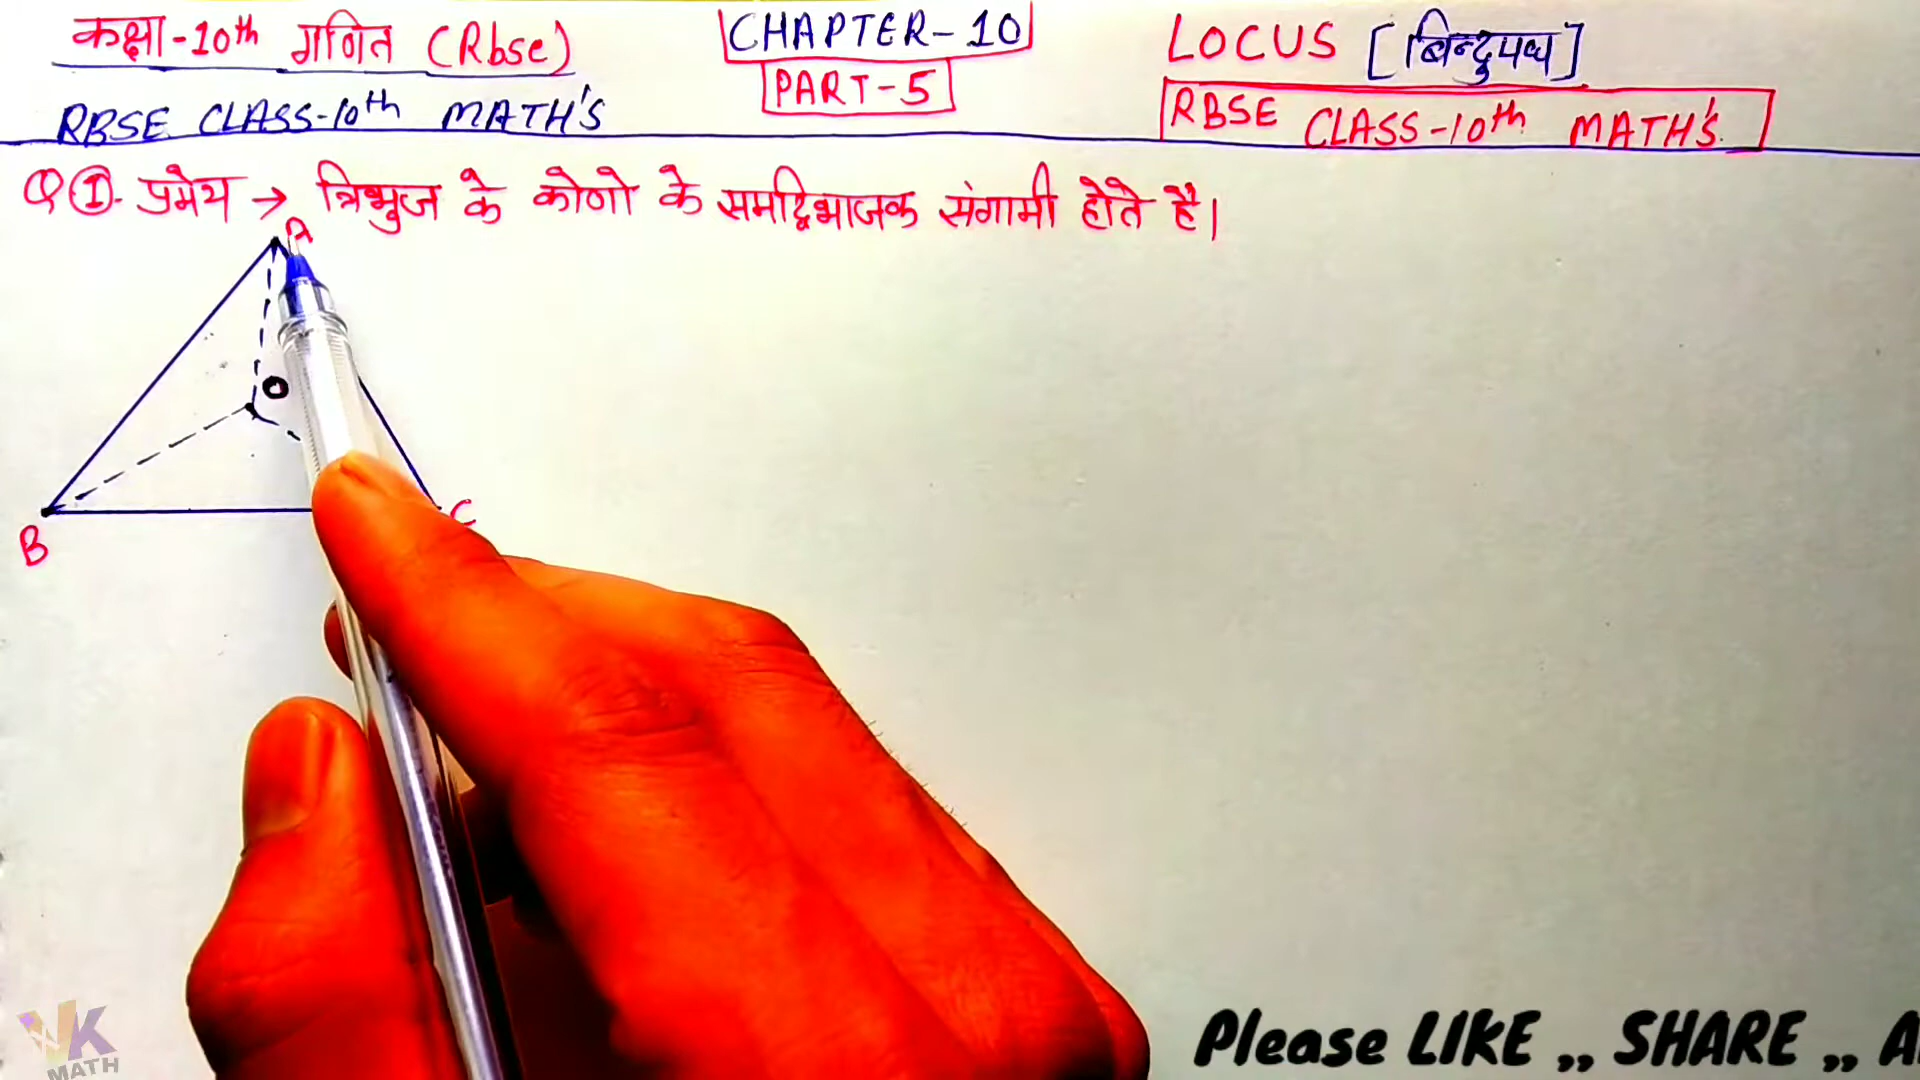 कक्षा-10th गणित (Rbse)
RBSE CLASS-10th MATH'S
CHAPTER-10
PART-5
LOCUS [बिन्दुपथ]
RBSE CLASS-10th MATH'S
Q①. प्रमेय → त्रिभुज के कोणो के समद्विभाजक संगामी होते है।
A
O
B
C
VK
MATH
Please LIKE ,, SHARE ,,